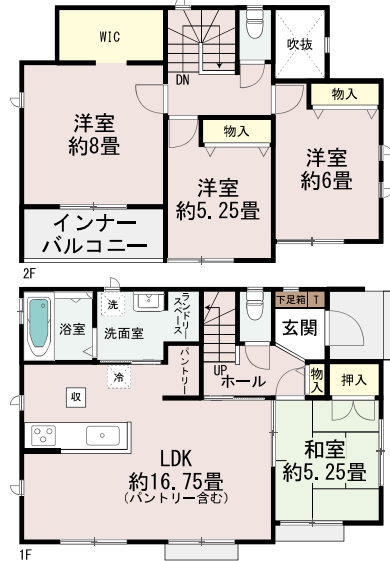 WIC
吹抜
DN
物入
物入
洋室
約8畳
洋室
約6畳
洋室
約5.25畳
インナー
バルコニー
2F
下足箱
T
洗
ランドリー
スペース
浴室
洗面室
玄関
パントリー
冷
UP
ホール
物入
押入
収
LDK
約16.75畳
(パントリー含む)
和室
約5.25畳
1F